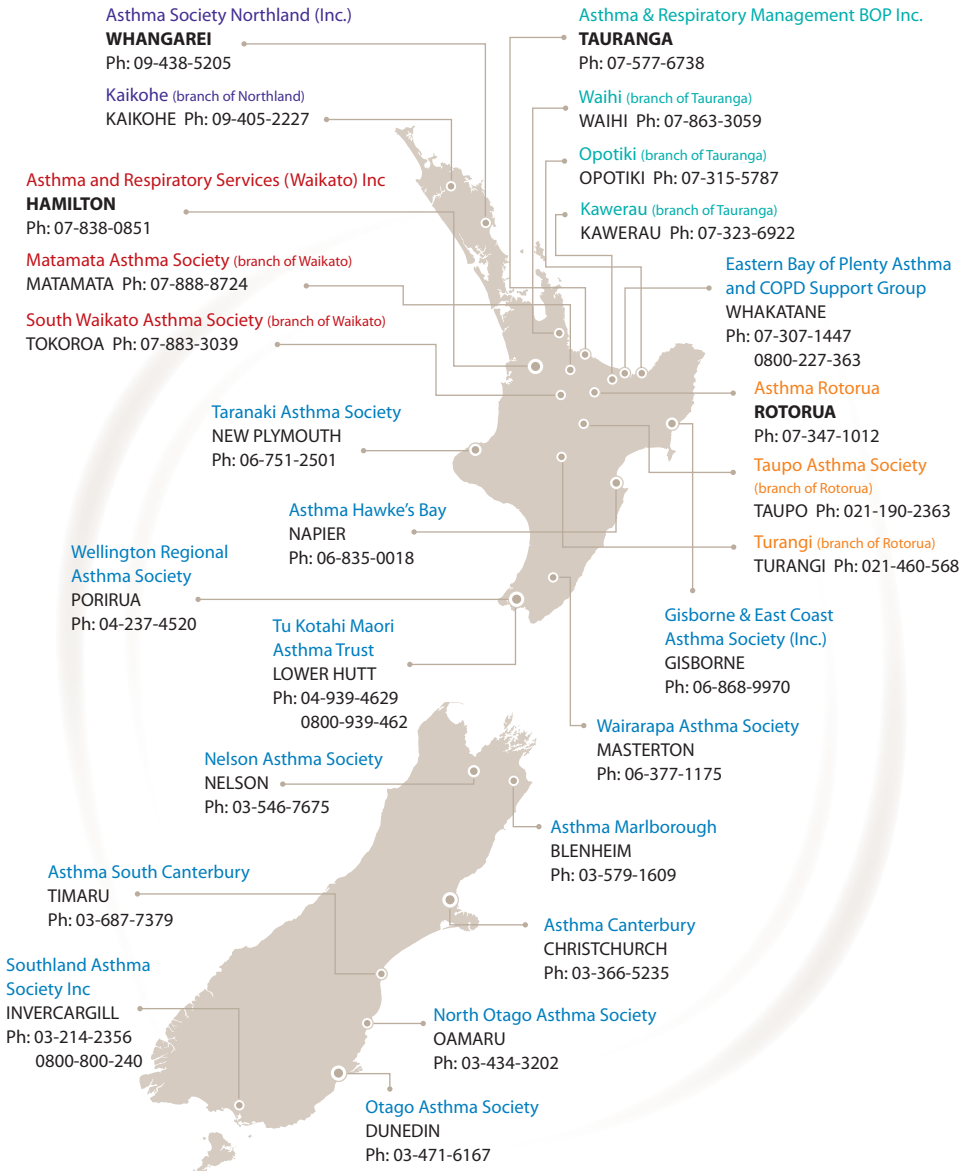 Asthma Society Northland (Inc.)
WHANGAREI
Ph: 09-438-5205
Kaikohe (branch of Northland)
KAIKOHE Ph: 09-405-2227
Asthma and Respiratory Services (Waikato) Inc
HAMILTON
Ph: 07-838-0851
Matamata Asthma Society (branch of Waikato)
MATAMATA Ph: 07-888-8724
South Waikato Asthma Society (branch of Waikato)
TOKOROA Ph: 07-883-3039
Asthma & Respiratory Management BOP Inc.
TAURANGA
Ph: 07-577-6738
Waihi (branch of Tauranga)
WAIHI Ph: 07-863-3059
Opotiki (branch of Tauranga)
OPOTIKI Ph: 07-315-5787
Kawerau (branch of Tauranga)
KAWERAU Ph: 07-323-6922
Eastern Bay of Plenty Asthma
and COPD Support Group
WHAKATANE
Ph: 07-307-1447
0800-227-363
Asthma Rotorua
ROTORUA
Ph: 07-347-1012
Taupo Asthma Society
(branch of Rotorua)
TAUPO Ph: 021-190-2363
Turangi (branch of Rotorua)
TURANGI Ph: 021-460-568
Taranaki Asthma Society
NEW PLYMOUTH
Ph: 06-751-2501
Asthma Hawke's Bay
NAPIER
Ph: 06-835-0018
Wellington Regional
Asthma Society
PORIRUA
Ph: 04-237-4520
Tu Kotahi Maori
Asthma Trust
LOWER HUTT
Ph: 04-939-4629
0800-939-462
Gisborne & East Coast
Asthma Society (Inc.)
GISBORNE
Ph: 06-868-9970
Wairarapa Asthma Society
MASTERTON
Ph: 06-377-1175
Nelson Asthma Society
NELSON
Ph: 03-546-7675
Asthma Marlborough
BLENHEIM
Ph: 03-579-1609
Asthma South Canterbury
TIMARU
Ph: 03-687-7379
Asthma Canterbury
CHRISTCHURCH
Ph: 03-366-5235
Southland Asthma
Society Inc
INVERCARGILL
Ph: 03-214-2356
0800-800-240
North Otago Asthma Society
OAMARU
Ph: 03-434-3202
Otago Asthma Society
DUNEDIN
Ph: 03-471-6167